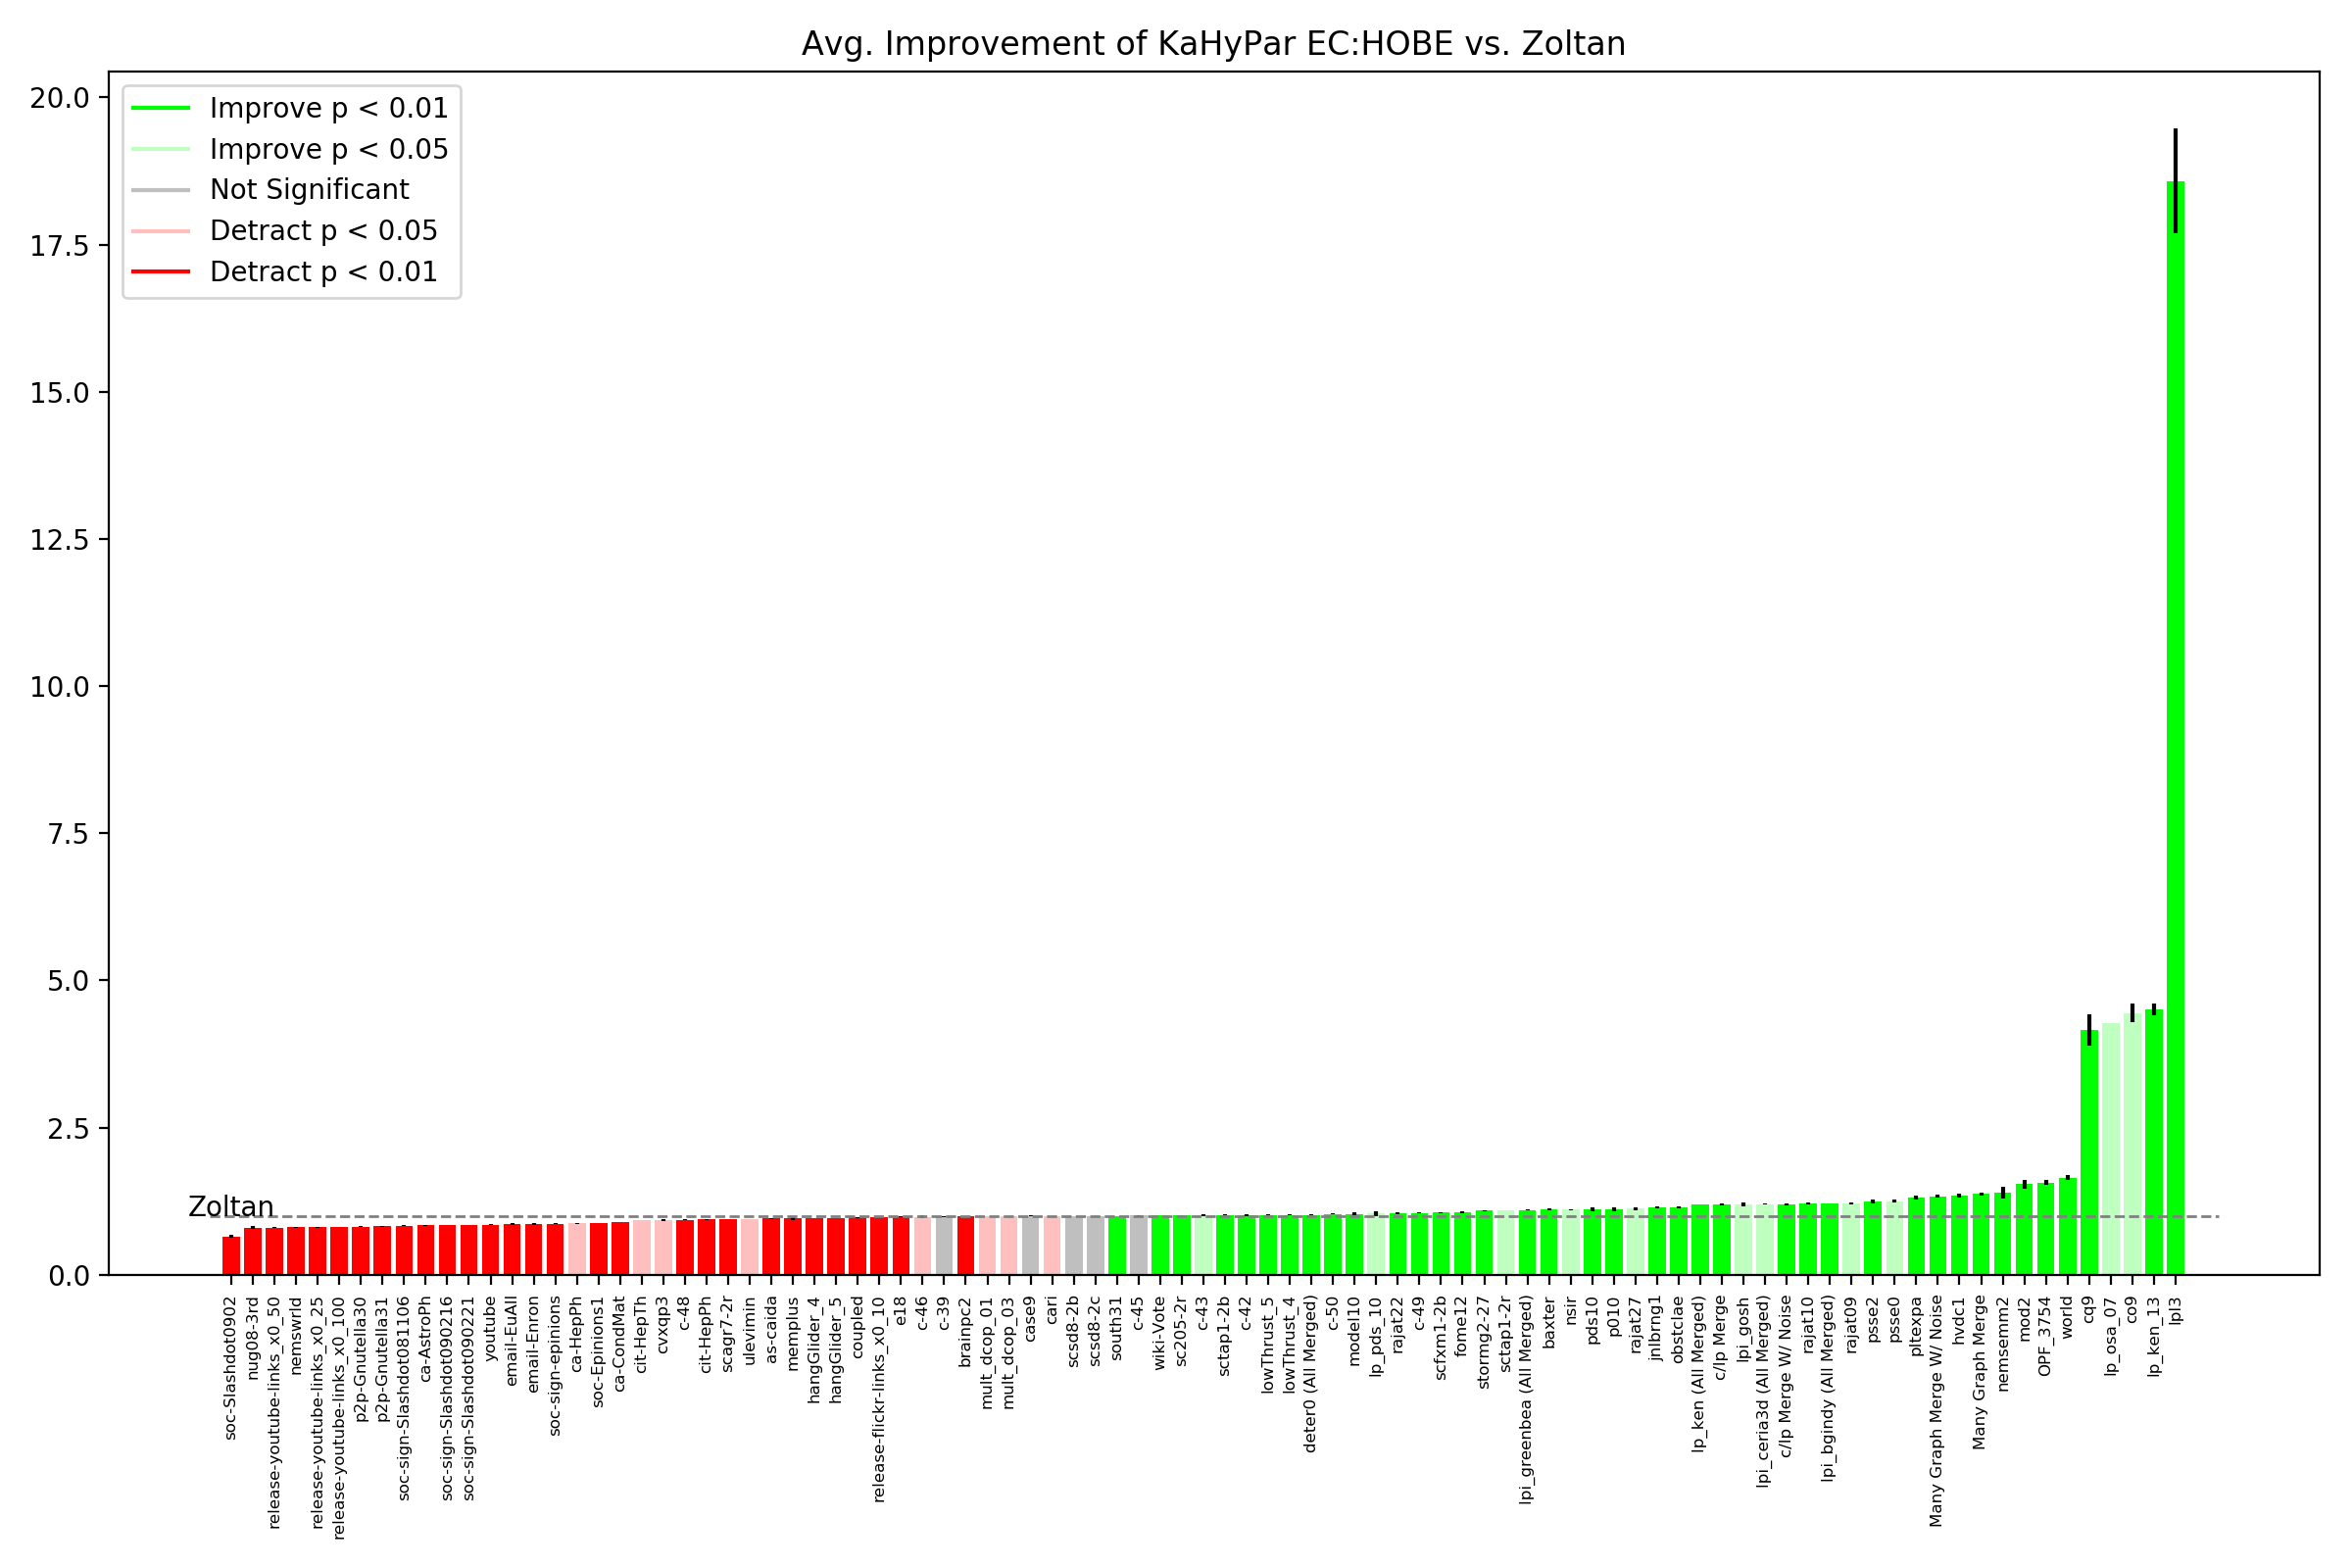 Avg. Improvement of KaHyPar EC:HOBE vs. Zoltan
Improve p < 0.01
Improve p < 0.05
Not Significant
Detract p < 0.05
Detract p < 0.01
20.0
17.5
15.0
12.5
10.0
7.5
5.0
2.5
0.0
Zoltan
soc-Slashdot0902
nug08-3rd
release-youtube-links_x0_50
nemswrld
release-youtube-links_x0_25
release-youtube-links_x0_100
p2p-Gnutella30
p2p-Gnutella31
soc-sign-Slashdot081106
ca-AstroPh
soc-sign-Slashdot090216
soc-sign-Slashdot090221
youtube
email-EuAll
email-Enron
soc-sign-epinions
ca-HepPh
soc-Epinions1
ca-CondMat
cit-HepTh
cvxqp3
c-48
cit-HepPh
scagr7-2r
ulevimin
as-caida
memplus
hangGlider_4
hangGlider_5
coupled
release-flickr-links_x0_10
e18
c-46
c-39
brainpc2
mult_dcop_01
mult_dcop_03
case9
cari
scsd8-2b
scsd8-2c
south31
c-45
wiki-Vote
sc205-2r
c-43
sctap1-2b
c-42
lowThrust_5
lowThrust_4
deter0 (All Merged)
c-50
model10
lp_pds_10
rajat22
c-49
scfxm1-2b
fome12
stormg2-27
sctap1-2r
lpi_greenbea (All Merged)
baxter
nsir
pds10
p010
rajat27
jnlbrng1
obstclae
lp_ken (All Merged)
c/lp Merge
lpi_gosh
lpi_ceria3d (All Merged)
c/lp Merge W/ Noise
rajat10
lpi_bgindy (All Merged)
rajat09
psse2
psse0
pltexpa
Many Graph Merge W/ Noise
hvdc1
Many Graph Merge
nemsemm2
mod2
OPF_3754
world
cq9
lp_osa_07
co9
lp_ken_13
lpl3